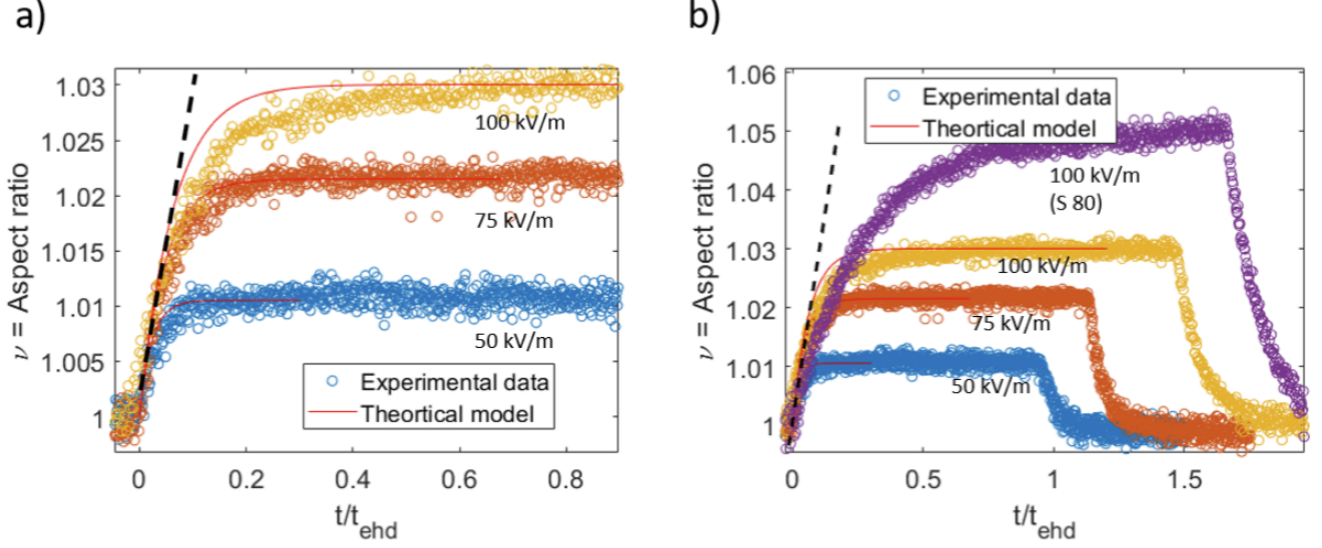 a)
1.03
1.025
1.02
1.015
1.01
1.005
1
ν = Aspect ratio
100 kV/m
75 kV/m
50 kV/m
Experimental data
Theortical model
0
0.2
0.4
0.6
0.8
t/t_ehd
b)
1.06
1.05
1.04
1.03
1.02
1.01
1
ν = Aspect ratio
Experimental data
Theortical model
100 kV/m
(S 80)
100 kV/m
75 kV/m
50 kV/m
0
0.5
1
1.5
t/t_ehd